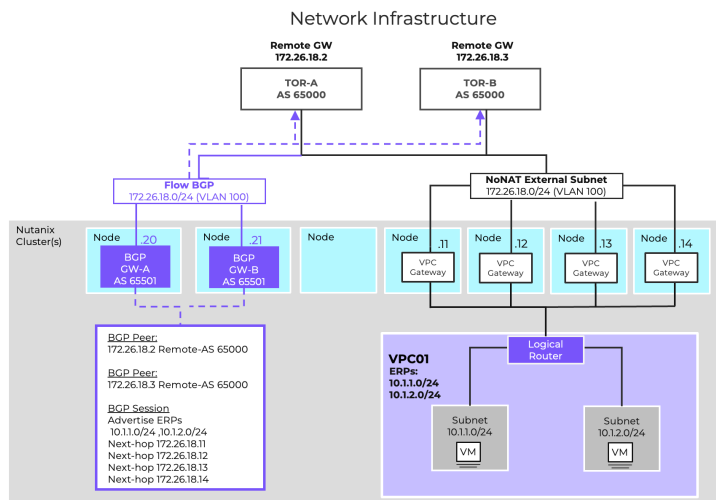 Network Infrastructure
Remote GW
172.26.18.2
Remote GW
172.26.18.3
TOR-A
AS 65000
TOR-B
AS 65000
Flow BGP
172.26.18.0/24 (VLAN 100)
NoNAT External Subnet
172.26.18.0/24 (VLAN 100)
Nutanix
Cluster(s)
Node
.20
BGP
GW-A
AS 65501
Node
.21
BGP
GW-B
AS 65501
Node
Node
.11
VPC
Gateway
Node
.12
VPC
Gateway
Node
.13
VPC
Gateway
Node
.14
VPC
Gateway
BGP Peer:
172.26.18.2 Remote-AS 65000
BGP Peer:
172.26.18.3 Remote-AS 65000
BGP Session
Advertise ERPs
10.1.1.0/24 ,10.1.2.0/24
Next-hop 172.26.18.11
Next-hop 172.26.18.12
Next-hop 172.26.18.13
Next-hop 172.26.18.14
Logical
Router
VPC01
ERPs:
10.1.1.0/24
10.1.2.0/24
Subnet
10.1.1.0/24
VM
Subnet
10.1.2.0/24
VM